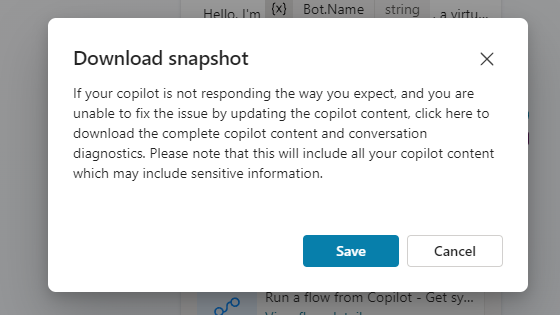 Hello, I'm {x} Bot.Name string , a virtu...
Download snapshot
If your copilot is not responding the way you expect, and you are
unable to fix the issue by updating the copilot content, click here to
download the complete copilot content and conversation
diagnostics. Please note that this will include all your copilot content
which may include sensitive information.
Save Cancel
Run a flow from Copilot - Get sy...
View flow details